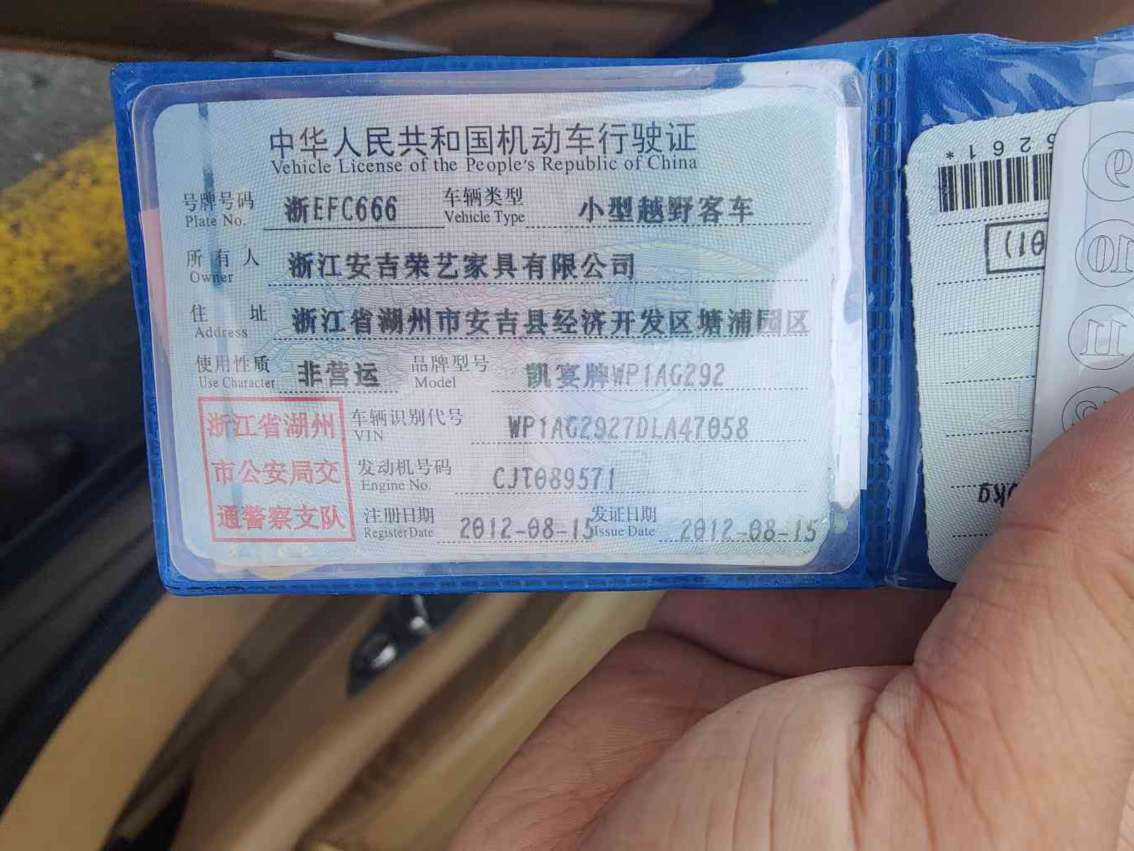 中华人民共和国机动车行驶证
Vehicle License of the People's Republic of China
号牌号码 浙EFC666 车辆类型 小型越野客车
Plate No. Vehicle Type
所有人 浙江安吉荣艺家具有限公司
Owner
住址 浙江省湖州市安吉县经济开发区塘浦园区
Address
使用性质 非营运 品牌型号 凯宴牌WP1AG292
Use Character Model
浙江省湖州
市公安局交
通警察支队
车辆识别代号 WP1AG2927DLA47058
VIN
发动机号码 CJT089571
Engine No.
注册日期 2012-08-15 发证日期 2012-08-15
Register Date Issue Date
5261*
01)
kg
9
10
11